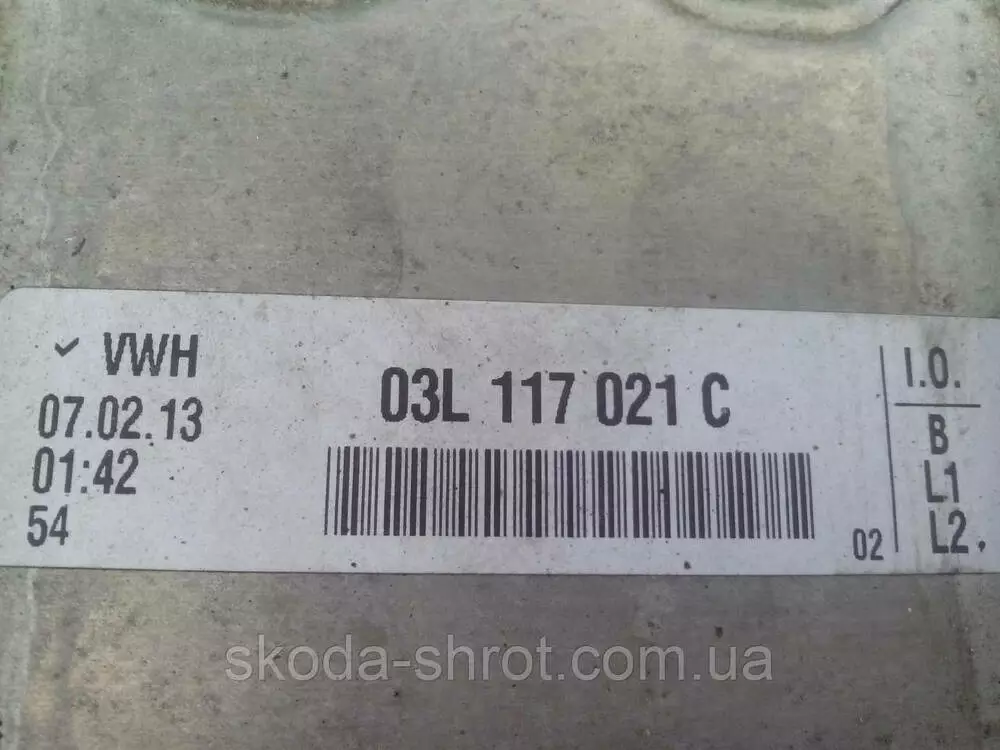 VWH
07.02.13
01:42
54
03L 117 021 C
02
I.O.
B
L1
L2.
skoda-shrot.com.ua